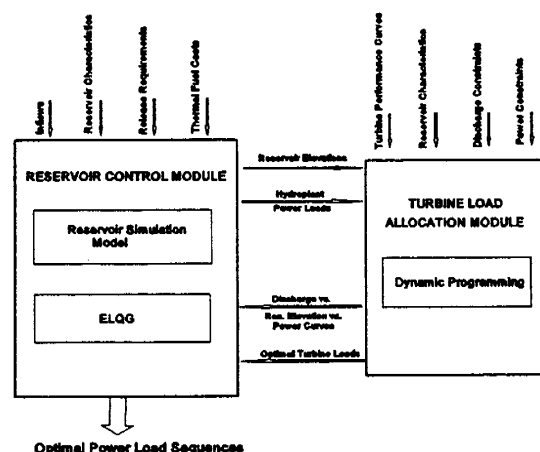 Inflows
Reservoir Characteristics
Release Requirements
Thermal Fuel Costs
Turbine Performance Curves
Reservoir Characteristics
Discharge Constraints
Power Constraints
RESERVOIR CONTROL MODULE
Reservoir Simulation
Model
ELQG
Reservoir Elevations
Hydroplant
Power Loads
Discharge vs.
Res. Elevation vs.
Power Curves
Optimal Turbine Loads
TURBINE LOAD
ALLOCATION MODULE
Dynamic Programming
Optimal Power Load Sequences